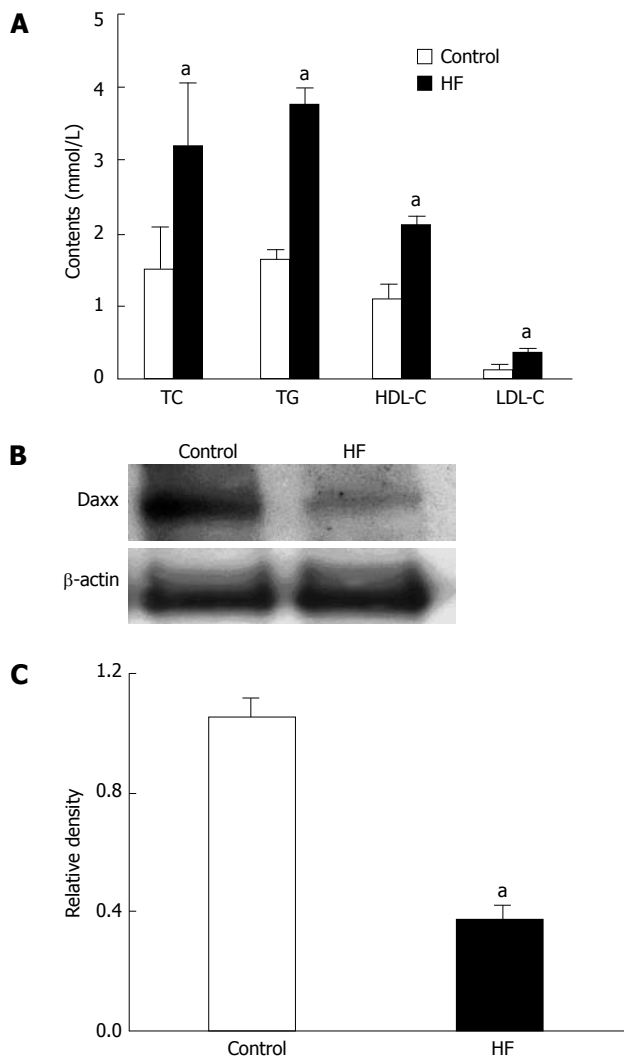 A
5
4
3
2
1
0
Contents (mmol/L)
a
a
a
a
Control
HF
TC
TG
HDL-C
LDL-C
B
Control
HF
Daxx
β-actin
C
1.2
0.8
0.4
0.0
Relative density
a
Control
HF